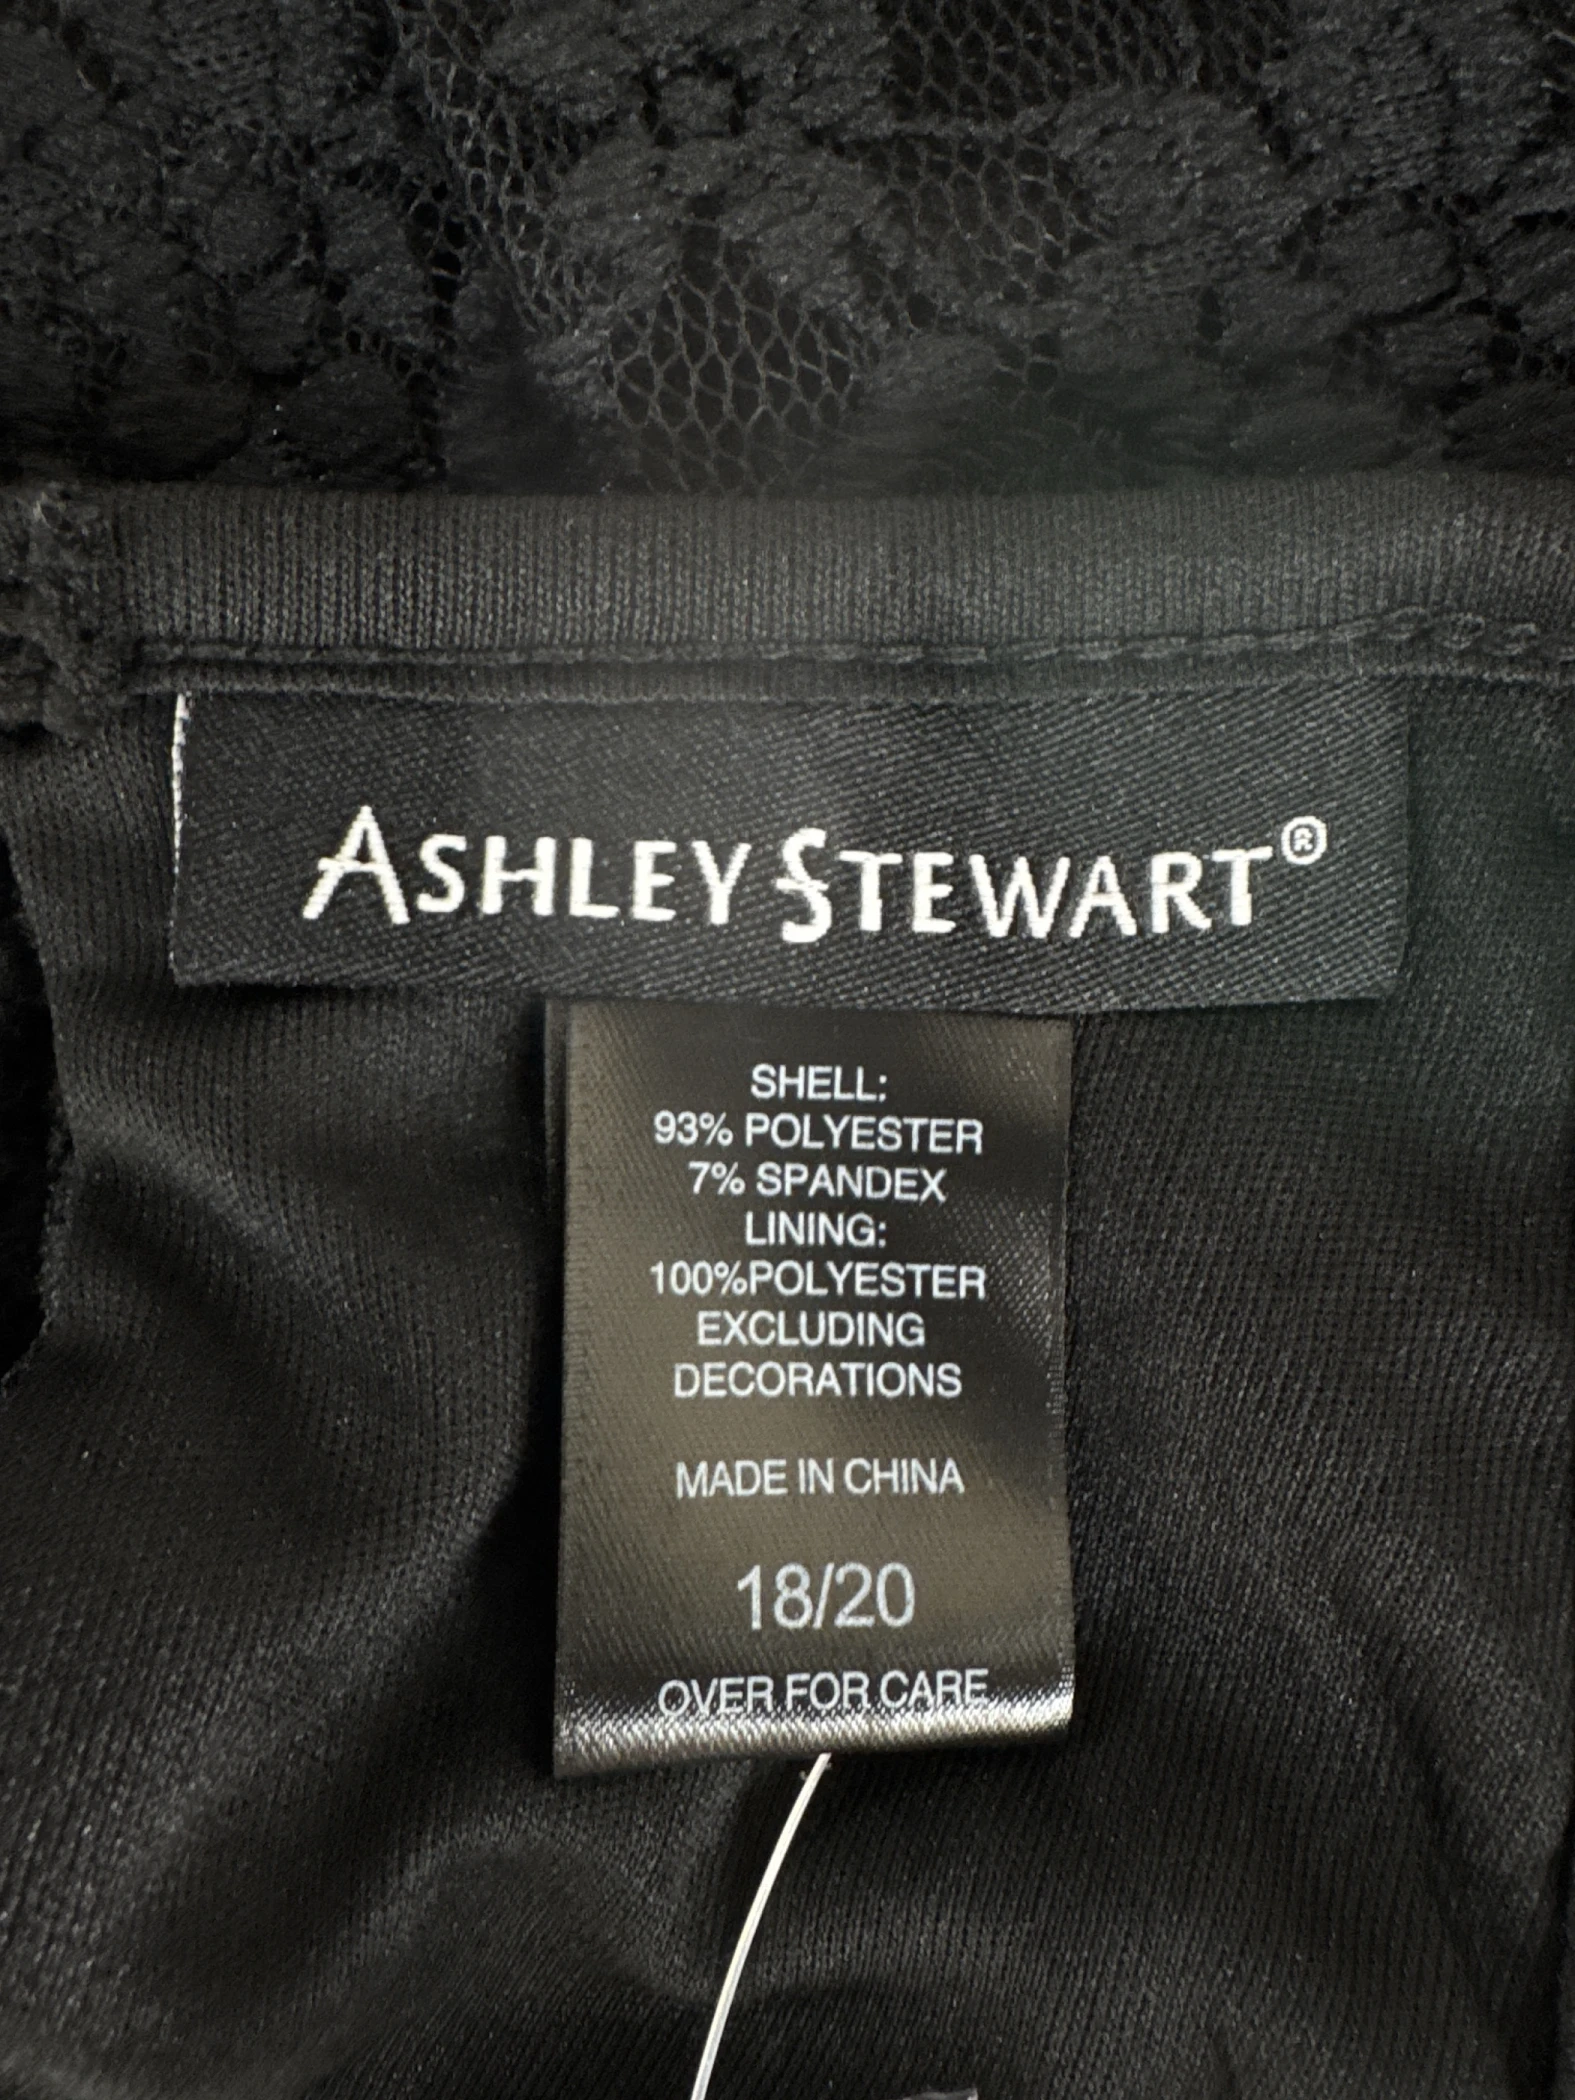 ASHLEY STEWART®
SHELL:
93% POLYESTER
7% SPANDEX
LINING:
100%POLYESTER
EXCLUDING
DECORATIONS
MADE IN CHINA
18/20
OVER FOR CARE